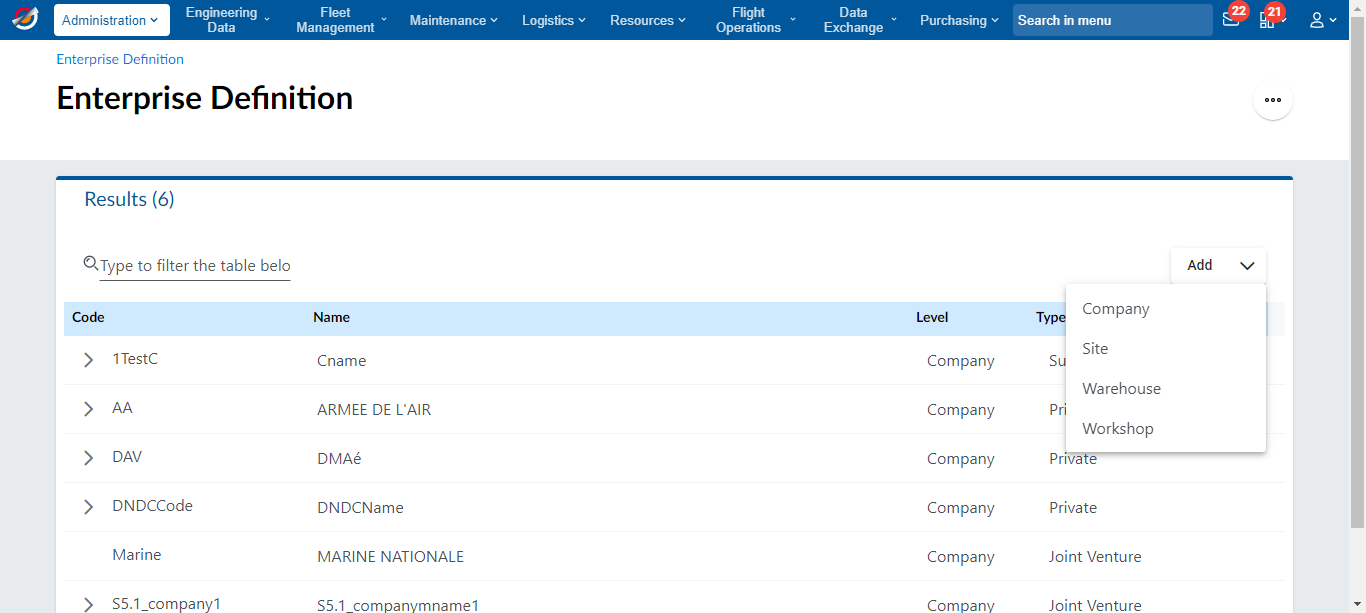 Administration
Engineering
Data
Fleet
Management
Maintenance
Logistics
Resources
Flight
Operations
Data
Exchange
Purchasing
Search in menu
22
21
Enterprise Definition
Enterprise Definition
Results (6)
Type to filter the table belo
Add
Company
Site
Warehouse
Workshop
Code Name Level Type
1TestC Cname Company Su
AA ARMEE DE L'AIR Company Pri
DAV DMAé Company Private
DNDCCode DNDCName Company Private
Marine MARINE NATIONALE Company Joint Venture
S5.1_company1 S5.1_companymname1 Company Joint Venture